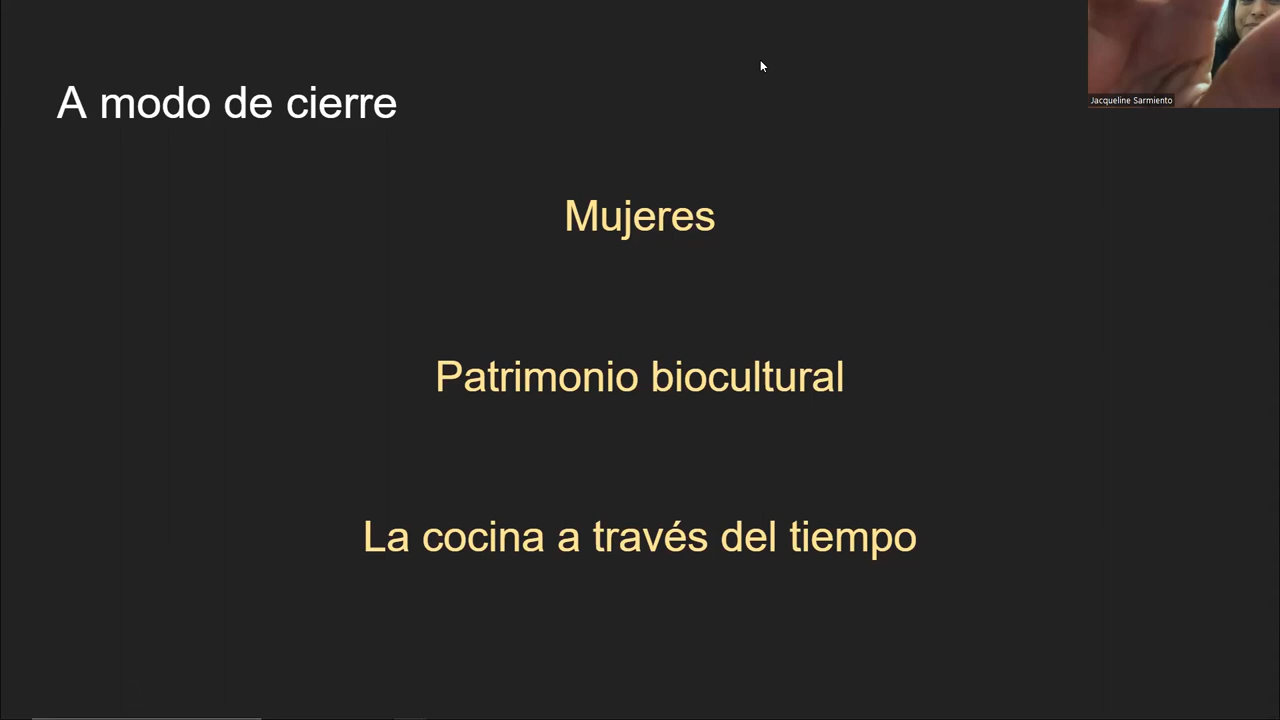 A modo de cierre
Jacqueline Sarmiento
Mujeres
Patrimonio biocultural
La cocina a través del tiempo